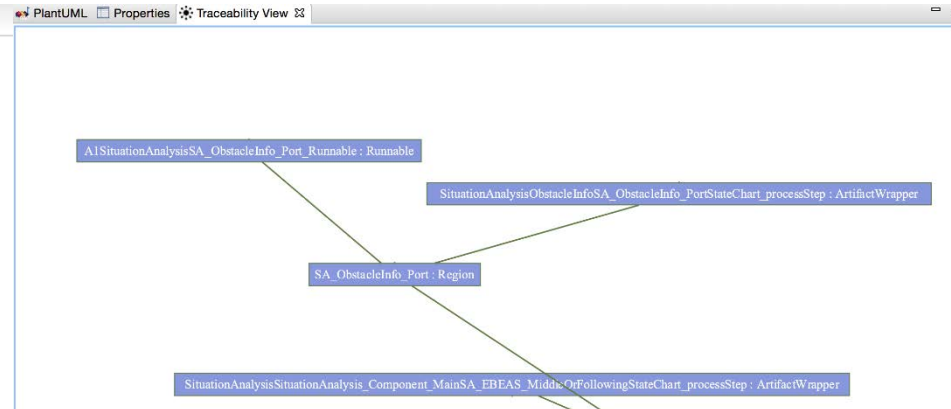 PlantUML Properties Traceability View
A1SituationAnalysisSA_ObstacleInfo_Port_Runnable : Runnable
SituationAnalysisObstacleInfoSA_ObstacleInfo_PortStateChart_processStep : ArtifactWrapper
SA_ObstacleInfo_Port : Region
SituationAnalysisSituationAnalysis_Component_MainSA_EBEAS_MiddleOrFollowingStateChart_processStep : ArtifactWrapper